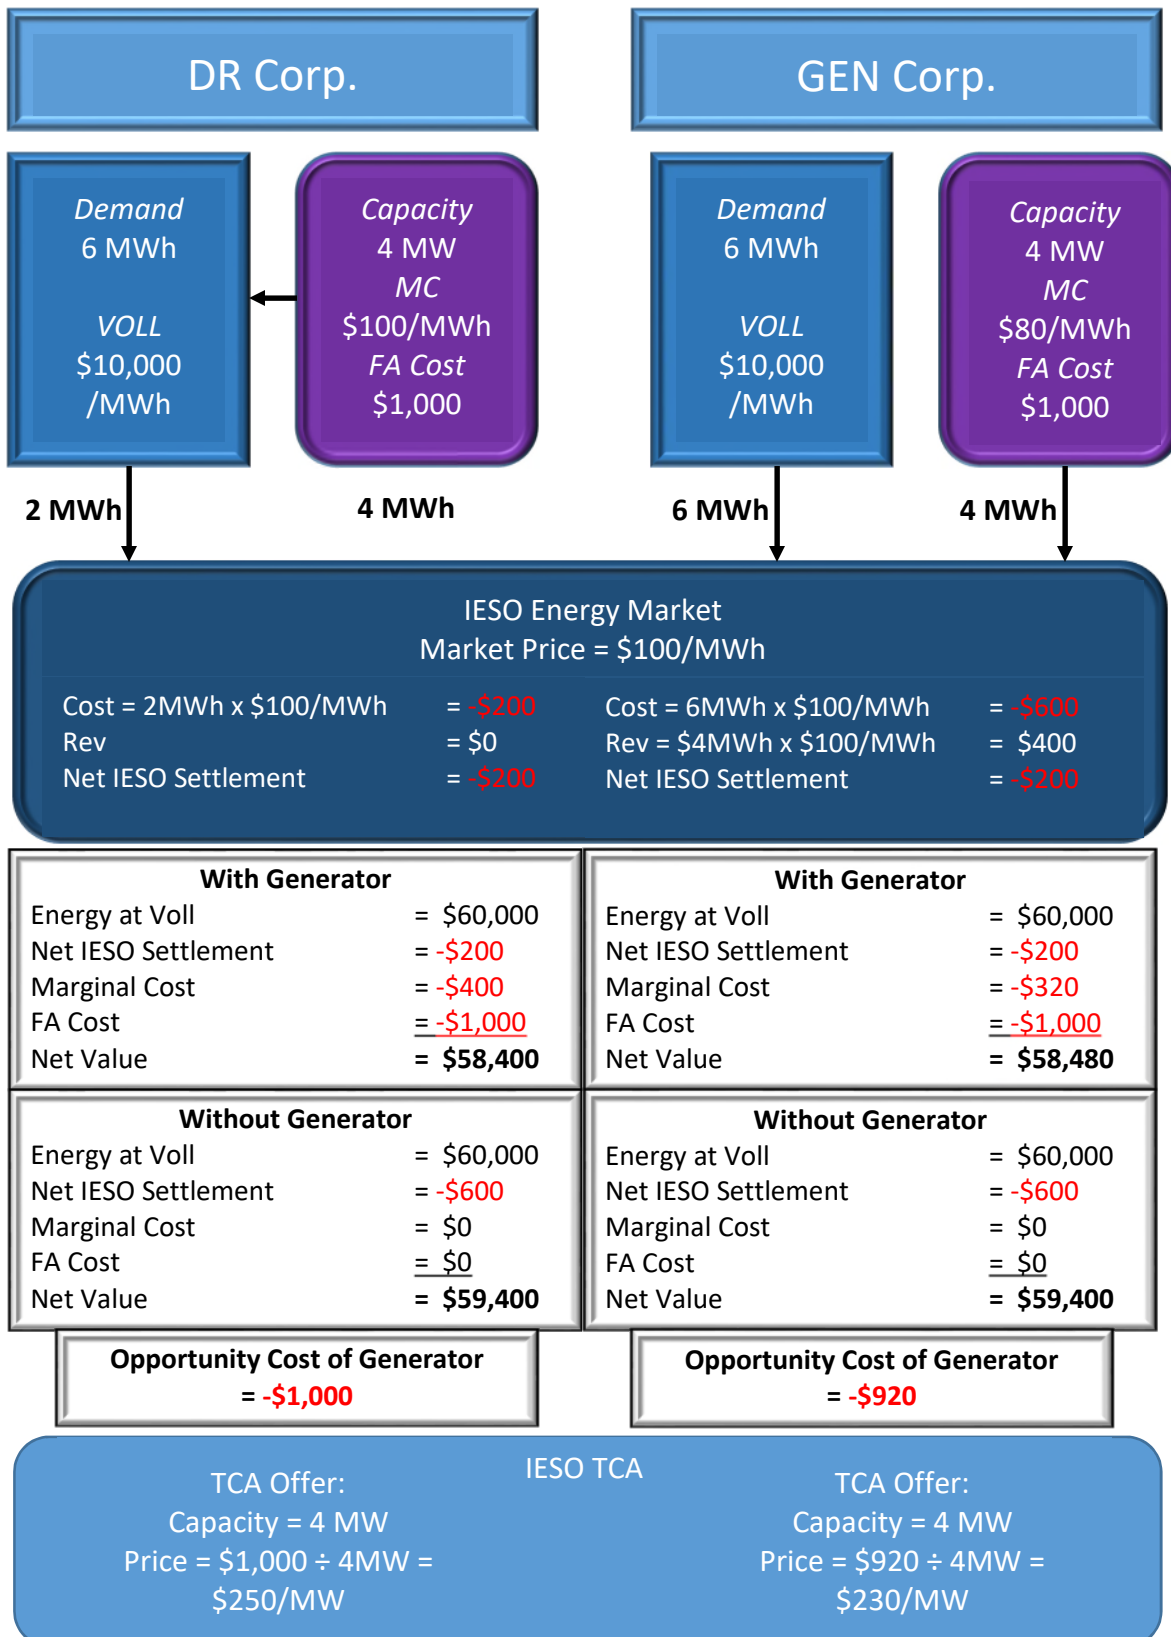 DR Corp.
GEN Corp.
Demand
6 MWh
VOLL
$10,000
/MWh
Capacity
4 MW
MC
$100/MWh
FA Cost
$1,000
Demand
6 MWh
VOLL
$10,000
/MWh
Capacity
4 MW
MC
$80/MWh
FA Cost
$1,000
2 MWh
4 MWh
6 MWh
4 MWh
IESO Energy Market
Market Price = $100/MWh
Cost = 2MWh x $100/MWh = -$200
Rev = $0
Net IESO Settlement = -$200
Cost = 6MWh x $100/MWh = -$600
Rev = $4MWh x $100/MWh = $400
Net IESO Settlement = -$200
With Generator
Energy at Voll = $60,000
Net IESO Settlement = -$200
Marginal Cost = -$400
FA Cost = -$1,000
Net Value = $58,400
With Generator
Energy at Voll = $60,000
Net IESO Settlement = -$200
Marginal Cost = -$320
FA Cost = -$1,000
Net Value = $58,480
Without Generator
Energy at Voll = $60,000
Net IESO Settlement = -$600
Marginal Cost = $0
FA Cost = $0
Net Value = $59,400
Without Generator
Energy at Voll = $60,000
Net IESO Settlement = -$600
Marginal Cost = $0
FA Cost = $0
Net Value = $59,400
Opportunity Cost of Generator
= -$1,000
Opportunity Cost of Generator
= -$920
IESO TCA
TCA Offer:
Capacity = 4 MW
Price = $1,000 ÷ 4MW =
$250/MW
TCA Offer:
Capacity = 4 MW
Price = $920 ÷ 4MW =
$230/MW